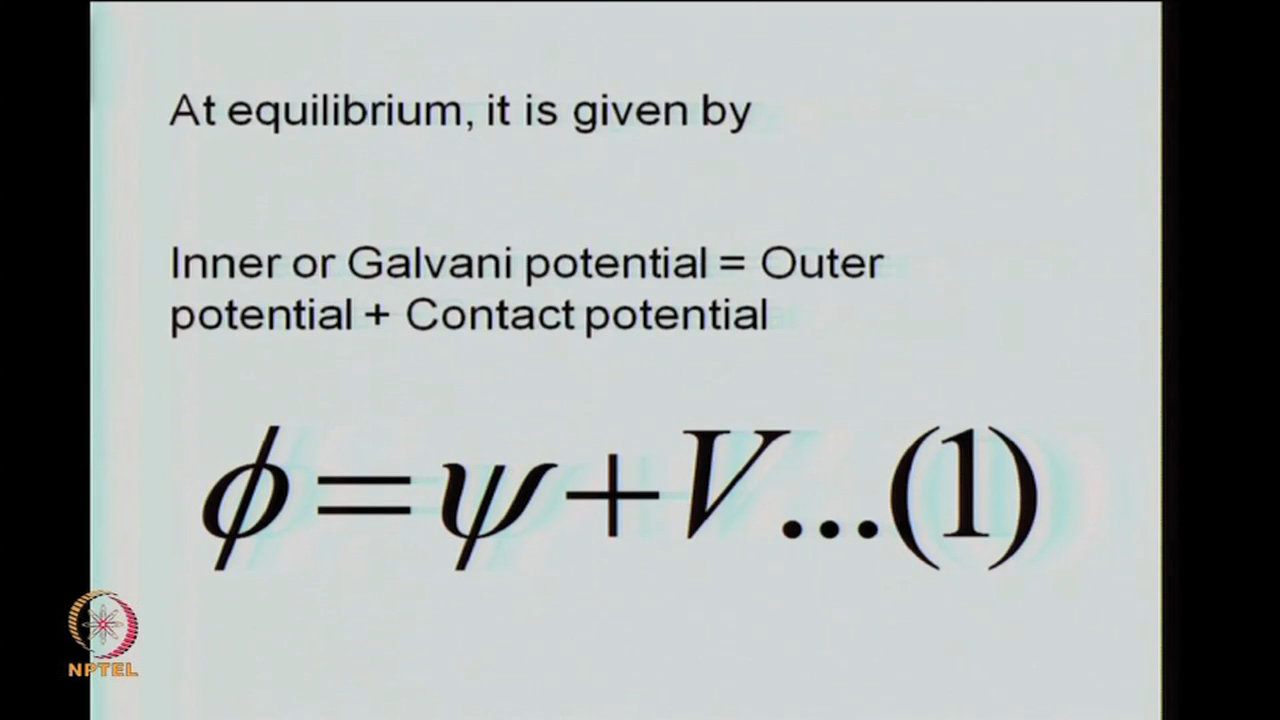 At equilibrium, it is given by
Inner or Galvani potential = Outer
potential + Contact potential
ϕ=ψ+V...(1)
NPTEL